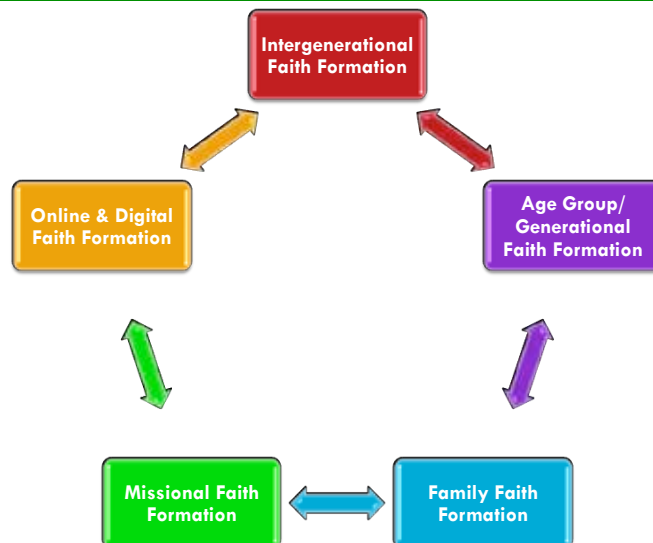 Intergenerational
Faith Formation
Online & Digital
Faith Formation
Age Group/
Generational
Faith Formation
Missional Faith
Formation
Family Faith
Formation